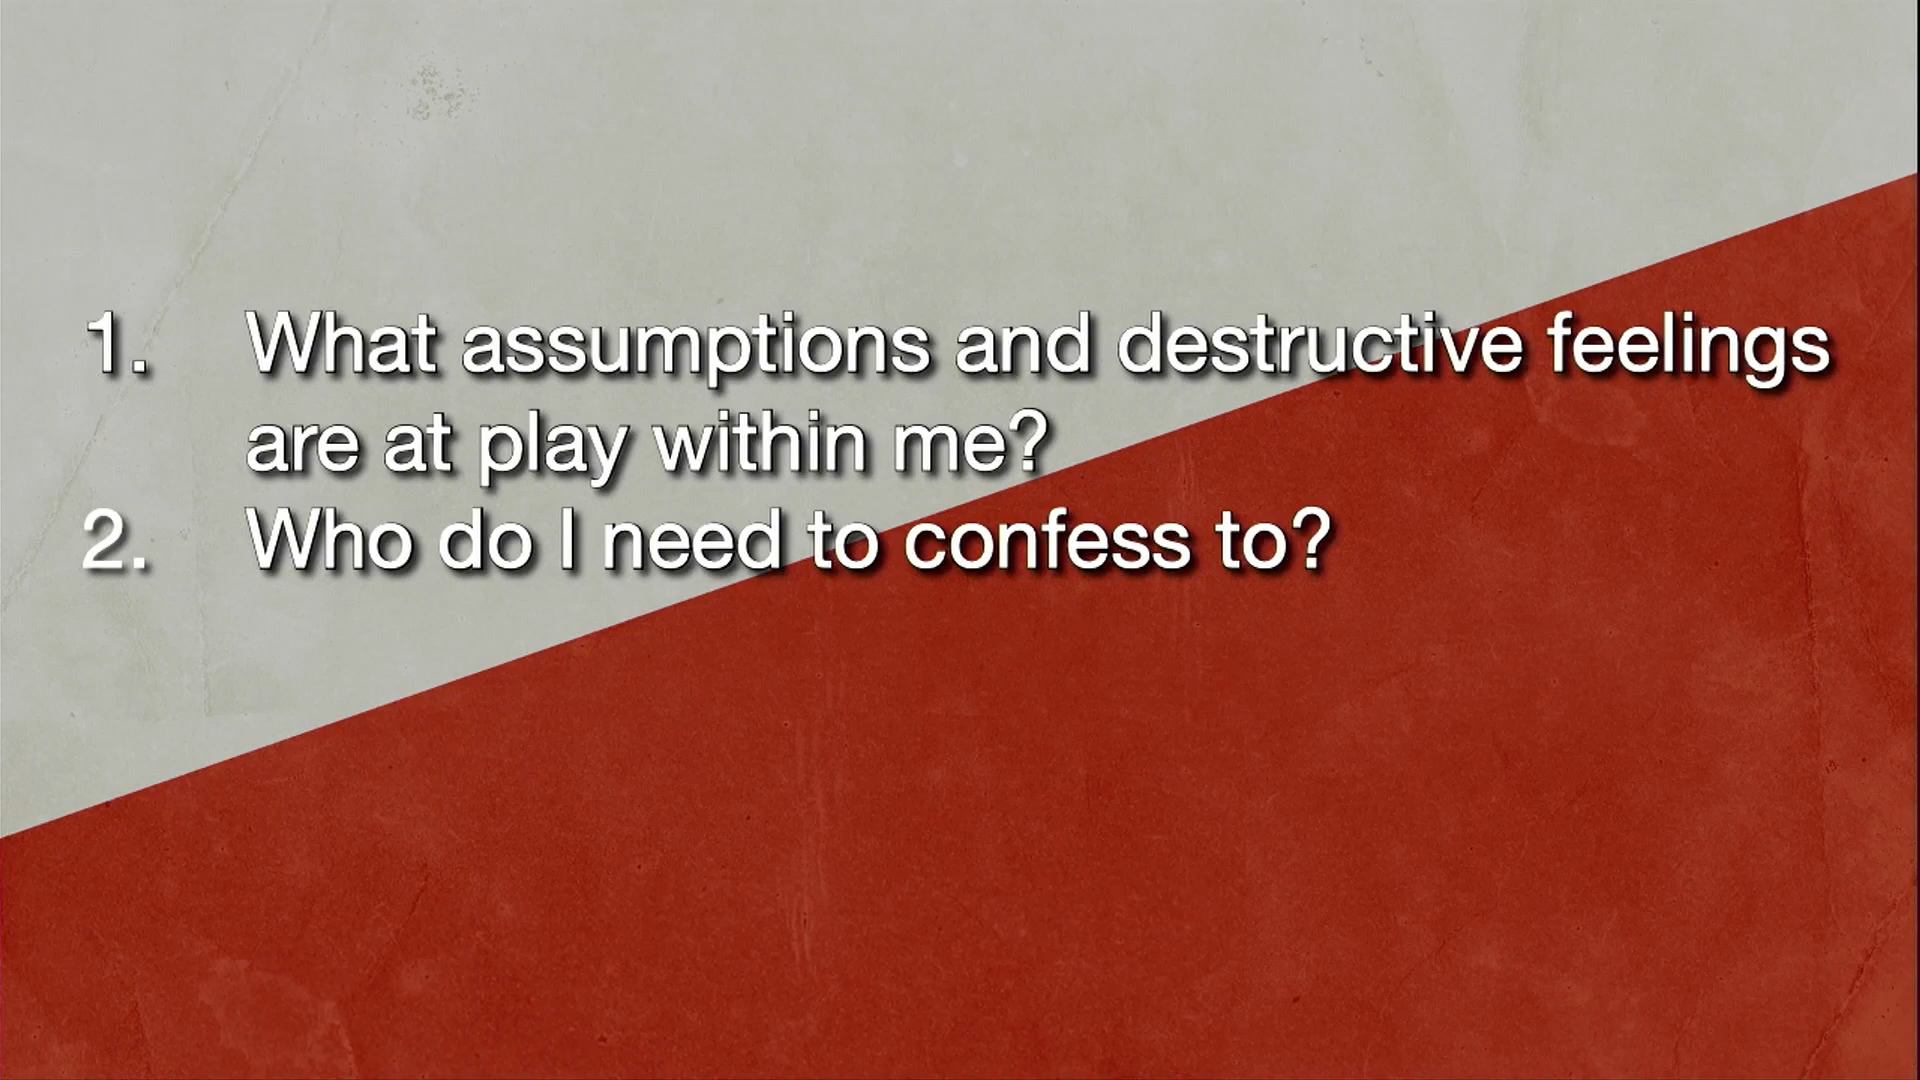 1. What assumptions and destructive feelings
are at play within me?
2. Who do I need to confess to?